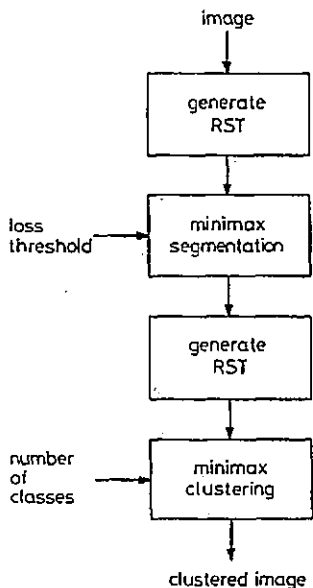 image
generate
RST
loss
threshold
minimax
segmentation
generate
RST
number
of
classes
minimax
clustering
clustered image